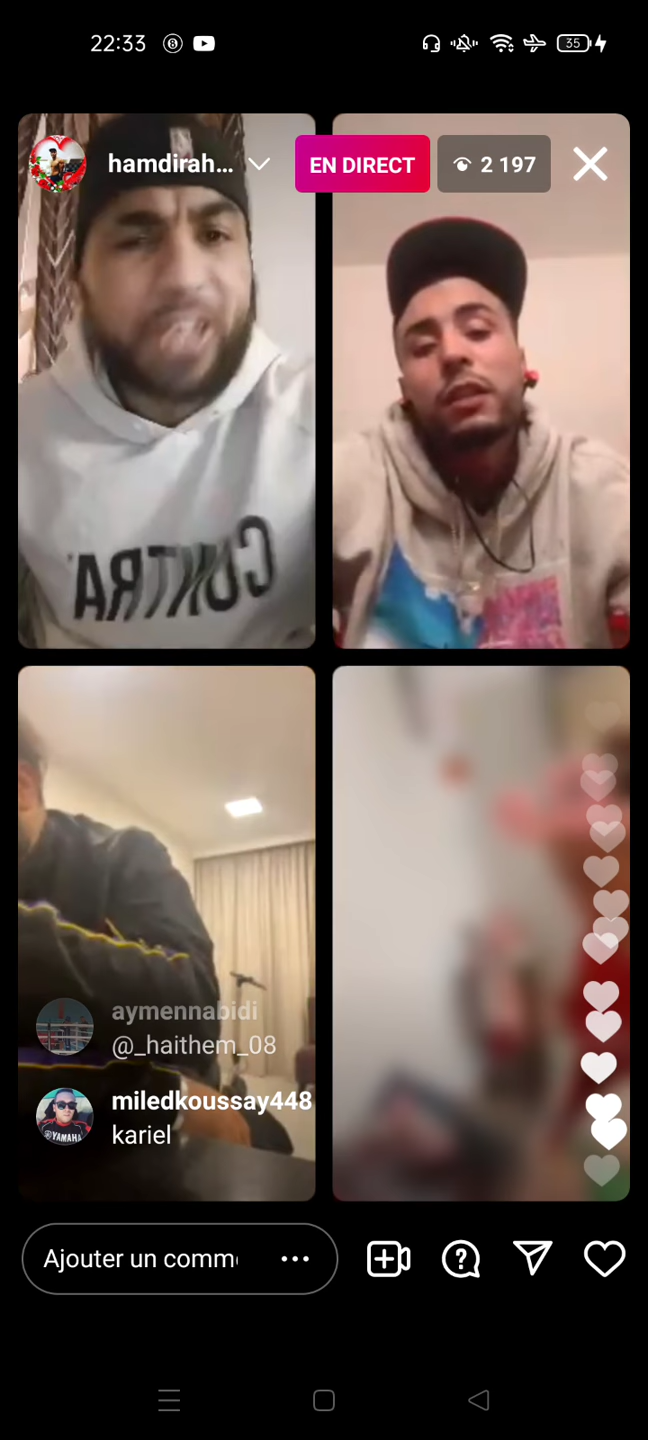 22:33
35
hamdirah...
EN DIRECT
2 197
CONTRA
aymennabidi
@_haithem_08
miledkoussay448
YAMAHA
kariel
Ajouter un comm